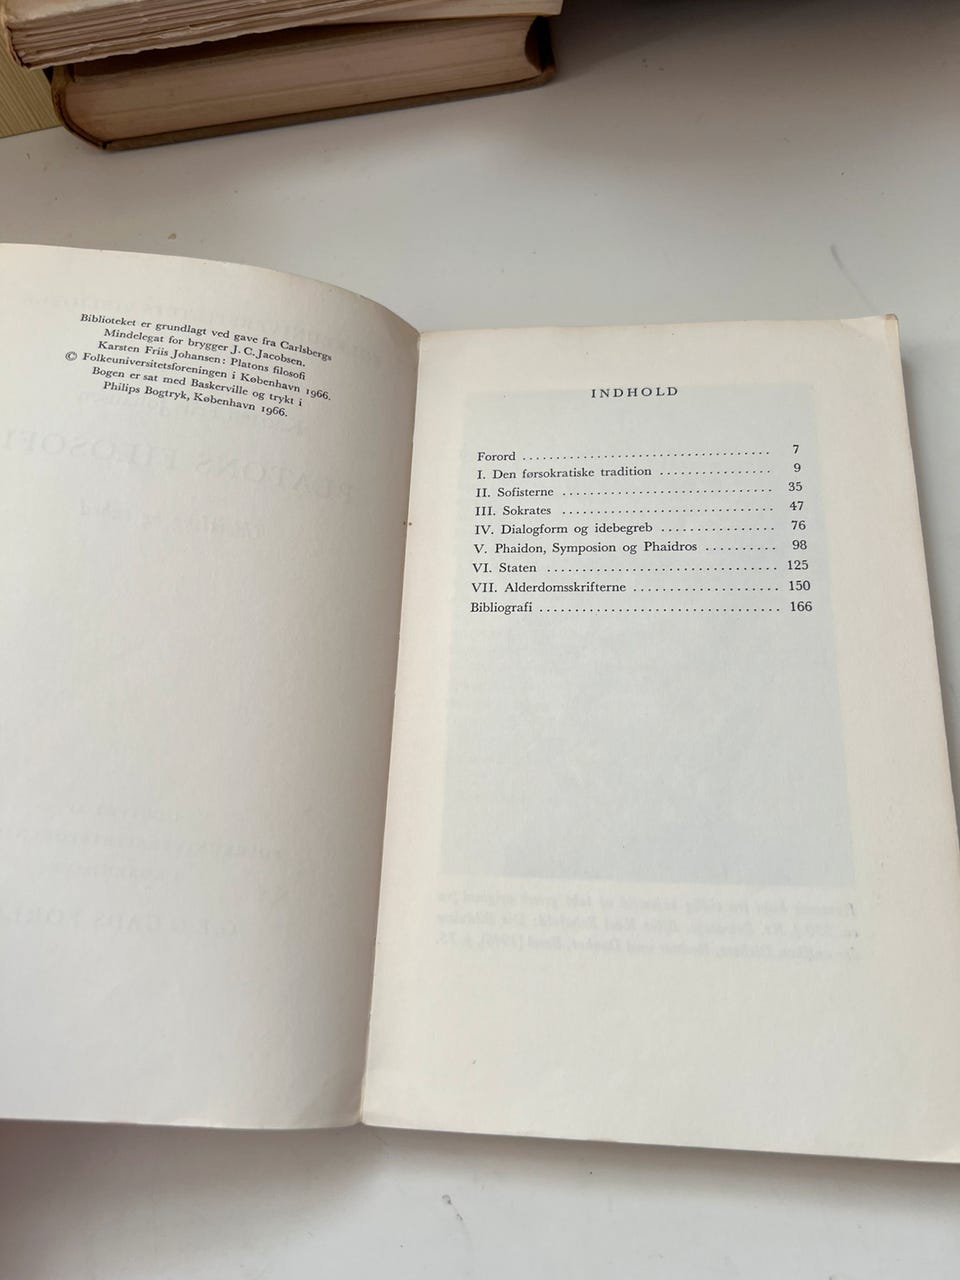 Biblioteket er grundlagt ved gave fra Carlsbergs
Mindelegat for brygger J. C. Jacobsen.
Karsten Friis Johansen: Platons filosofi
© Folkeuniversitetsforeningen i København 1966.
Bogen er sat med Baskerville og trykt i
Philips Bogtryk, København 1966.
INDHOLD
Forord .................................. 7
I. Den førsokratiske tradition ................ 9
II. Sofisterne .............................. 35
III. Sokrates .............................. 47
IV. Dialogform og idebegreb ................ 76
V. Phaidon, Symposion og Phaidros .......... 98
VI. Staten ................................ 125
VII. Alderdomsskrifterne .................... 150
Bibliografi ................................. 166